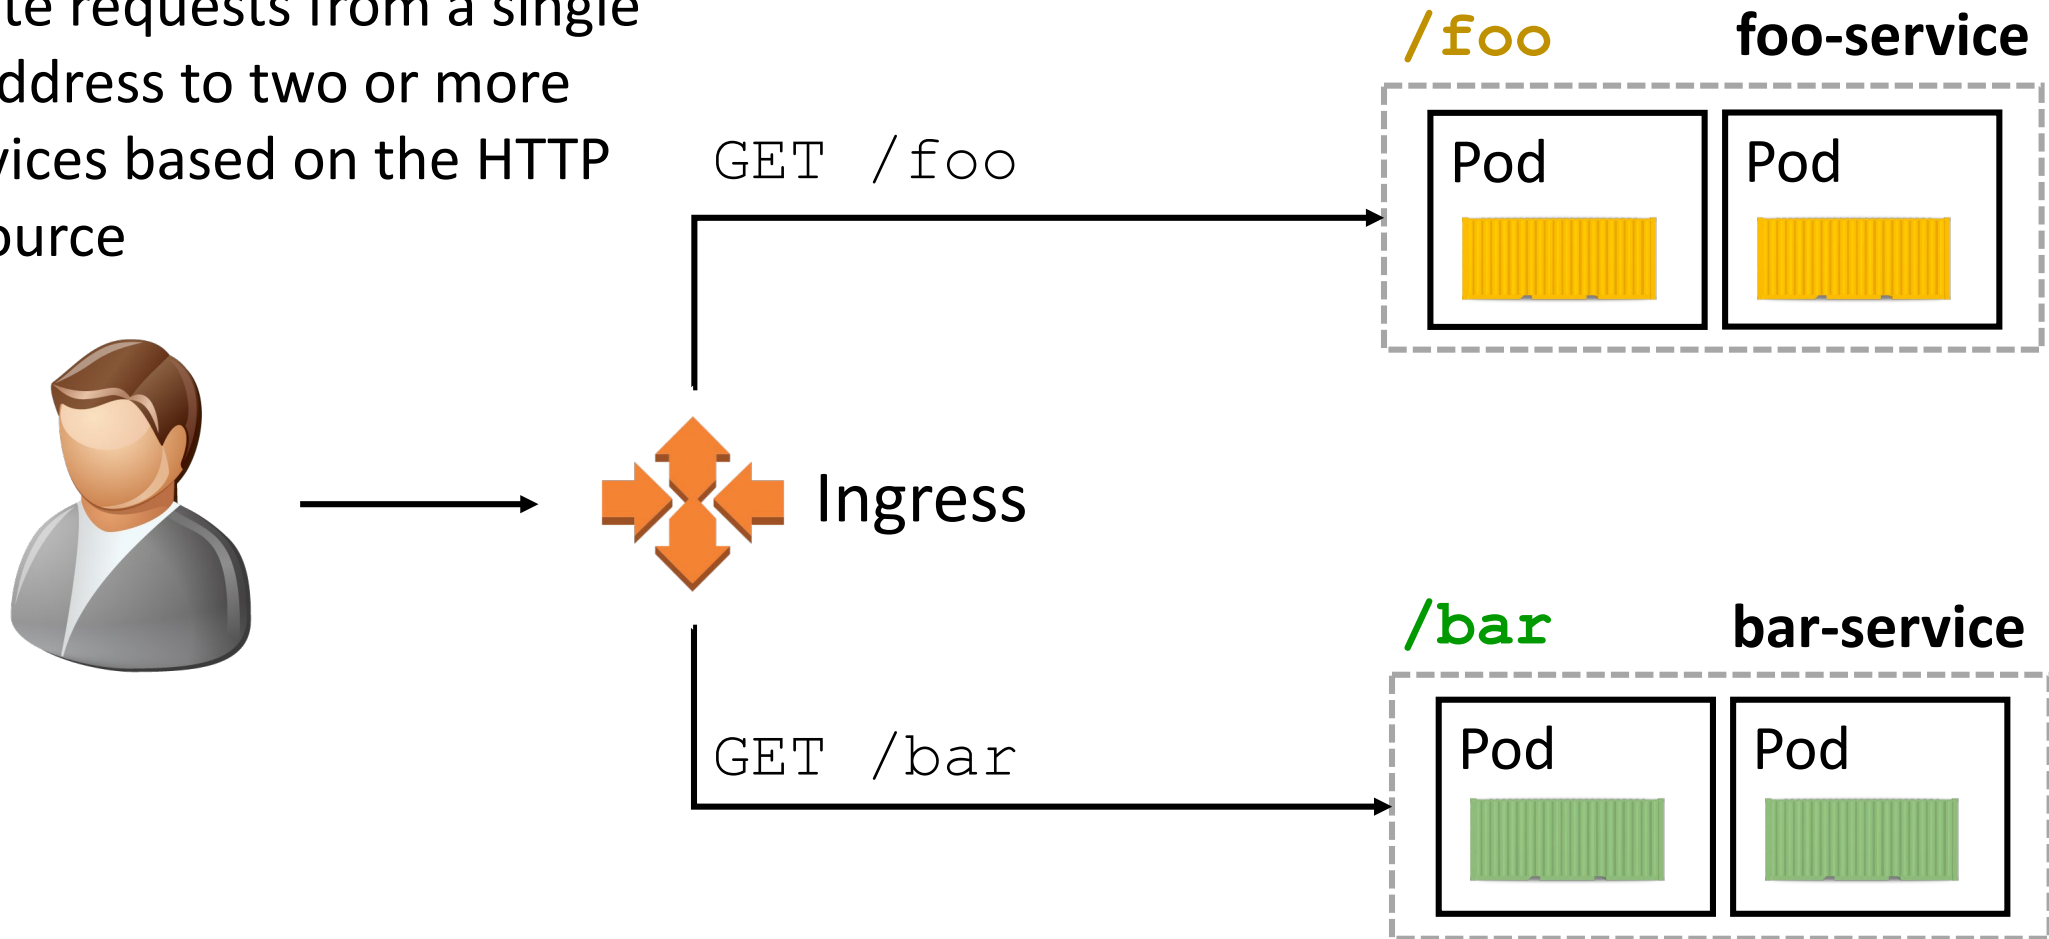 te requests from a single
ddress to two or more
vices based on the HTTP
ource
/foo foo-service
GET /foo
Pod Pod
Ingress
/bar bar-service
GET /bar
Pod Pod